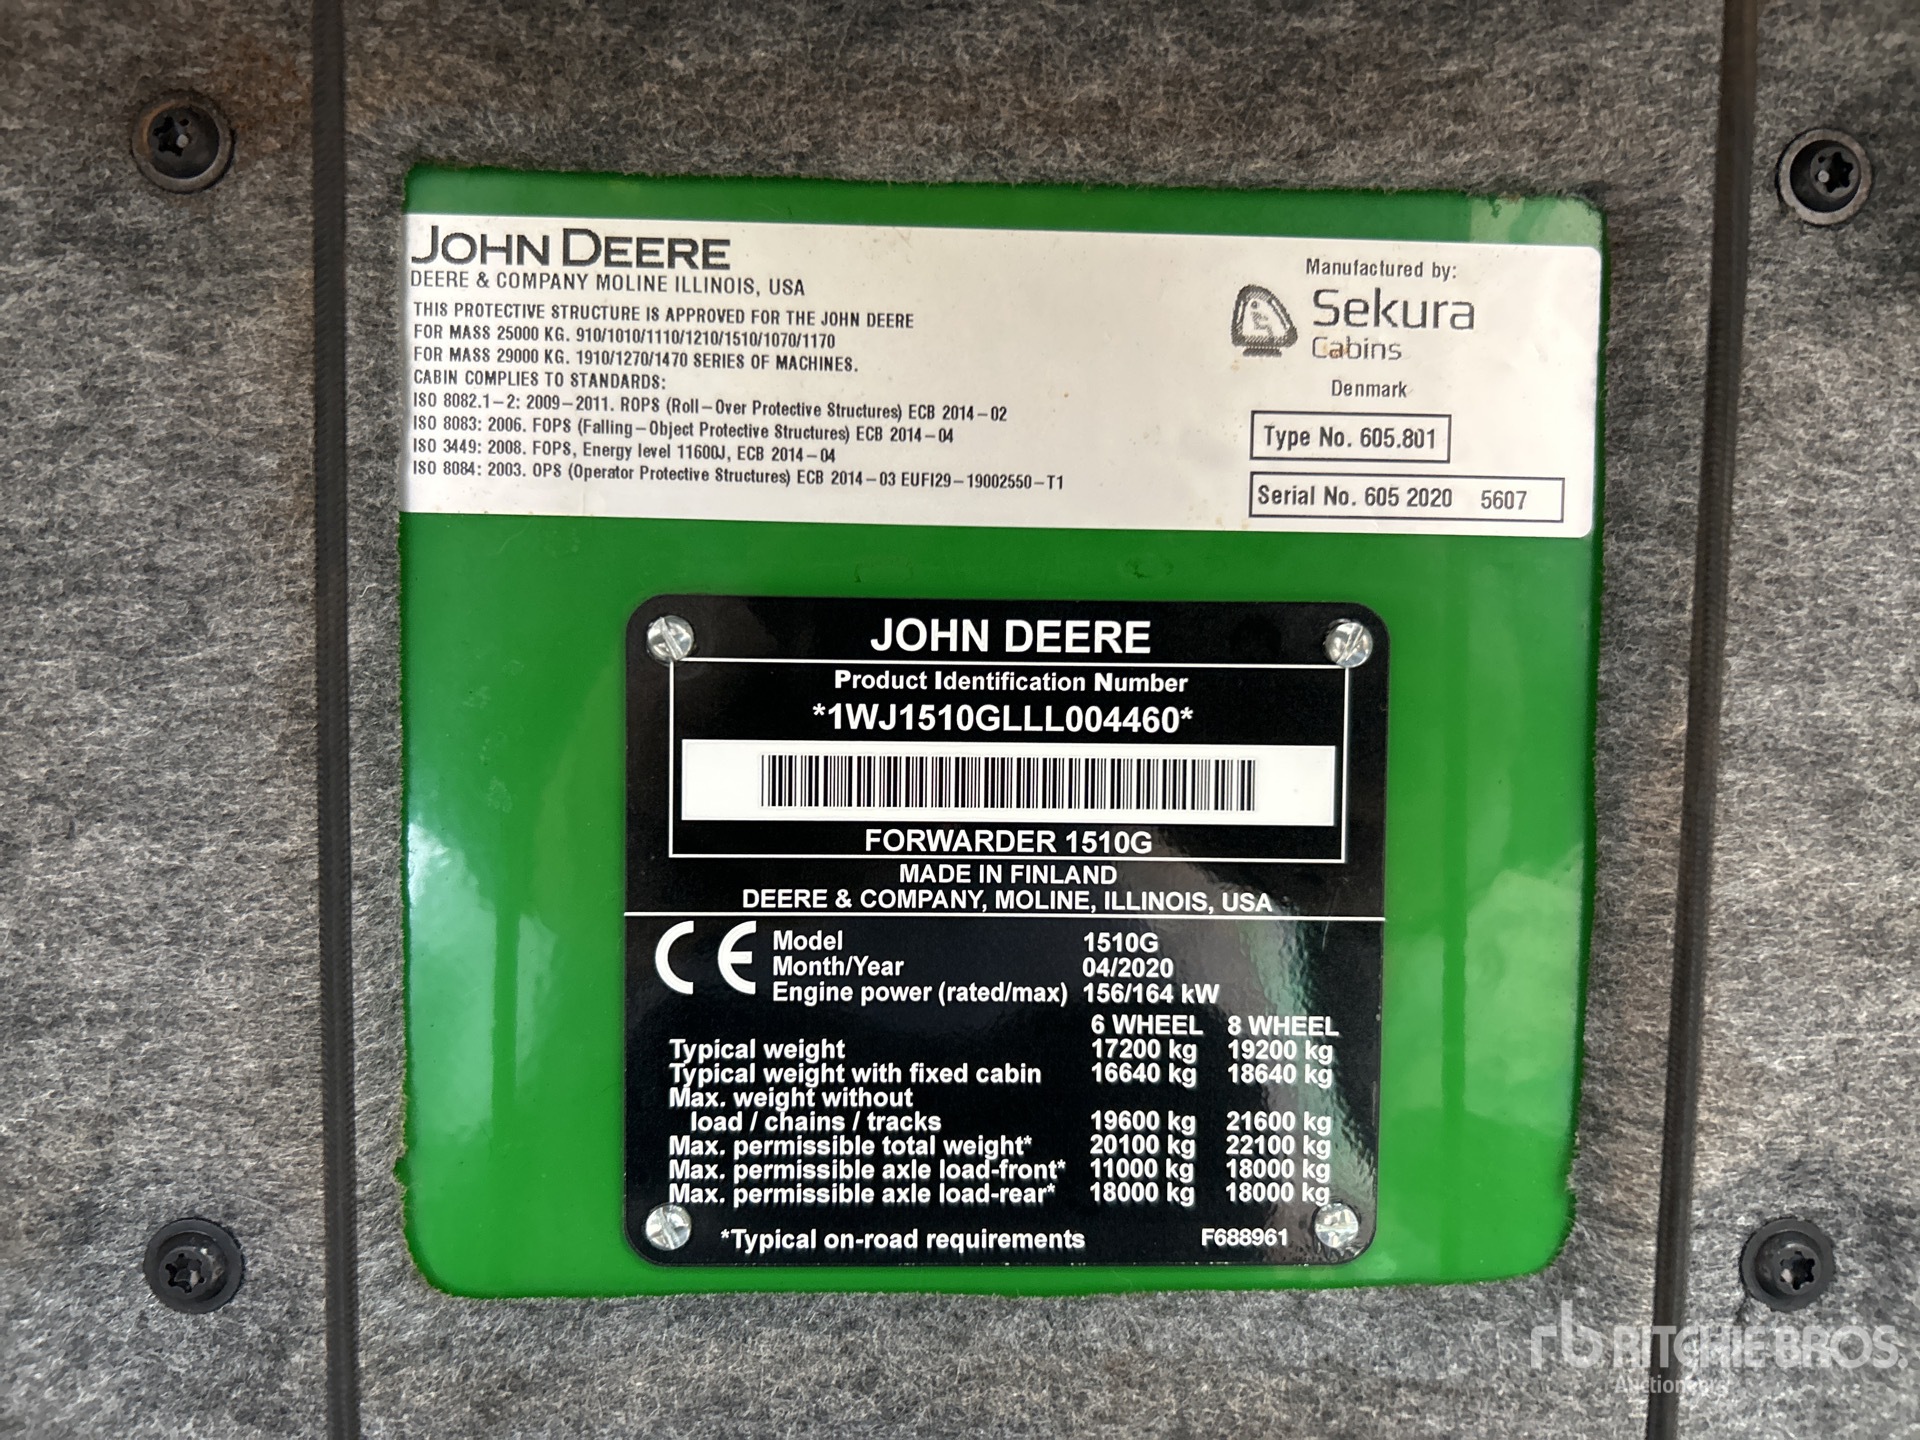 JOHN DEERE
DEERE & COMPANY MOLINE ILLINOIS, USA
THIS PROTECTIVE STRUCTURE IS APPROVED FOR THE JOHN DEERE
FOR MASS 25000 KG. 910/1010/1110/1210/1510/1070/1170
FOR MASS 29000 KG. 1910/1270/1470 SERIES OF MACHINES.
CABIN COMPLIES TO STANDARDS:
ISO 8082.1-2: 2009-2011. ROPS (Roll-Over Protective Structures) ECB 2014-02
ISO 8083: 2006. FOPS (Falling-Object Protective Structures) ECB 2014-04
ISO 3449: 2008. FOPS, Energy level 11600J, ECB 2014-04
ISO 8084: 2003. OPS (Operator Protective Structures) ECB 2014-03 EUFI29-19002550-T1
Manufactured by:
Sekura
Cabins
Denmark
Type No. 605.801
Serial No. 605 2020 5607
JOHN DEERE
Product Identification Number
*1WJ1510GLLL004460*
FORWARDER 1510G
MADE IN FINLAND
DEERE & COMPANY, MOLINE, ILLINOIS, USA
CE
Model 1510G
Month/Year 04/2020
Engine power (rated/max) 156/164 kW
6 WHEEL 8 WHEEL
Typical weight 17200 kg 19200 kg
Typical weight with fixed cabin 16640 kg 18640 kg
Max. weight without
load / chains / tracks 19600 kg 21600 kg
Max. permissible total weight* 20100 kg 22100 kg
Max. permissible axle load-front* 11000 kg 18000 kg
Max. permissible axle load-rear* 18000 kg 18000 kg
*Typical on-road requirements F688961
rb RITCHIE BROS.
Auctioneers